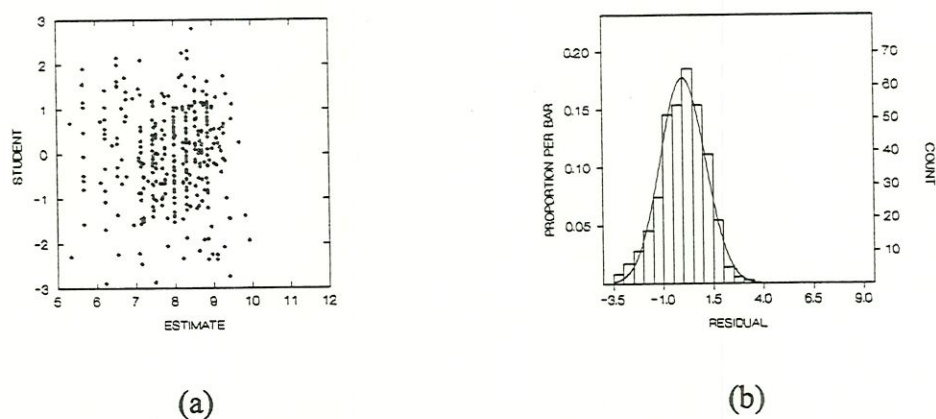 3
2
1
0
-1
-2
-3
STUDENT
5 6 7 8 9 10 11 12
ESTIMATE
(a)
0.20
0.15
0.10
0.05
PROPORTION PER BAR
70
60
50
40
30
20
10
COUNT
-3.5 -1.0 1.5 4.0 6.5 9.0
RESIDUAL
(b)